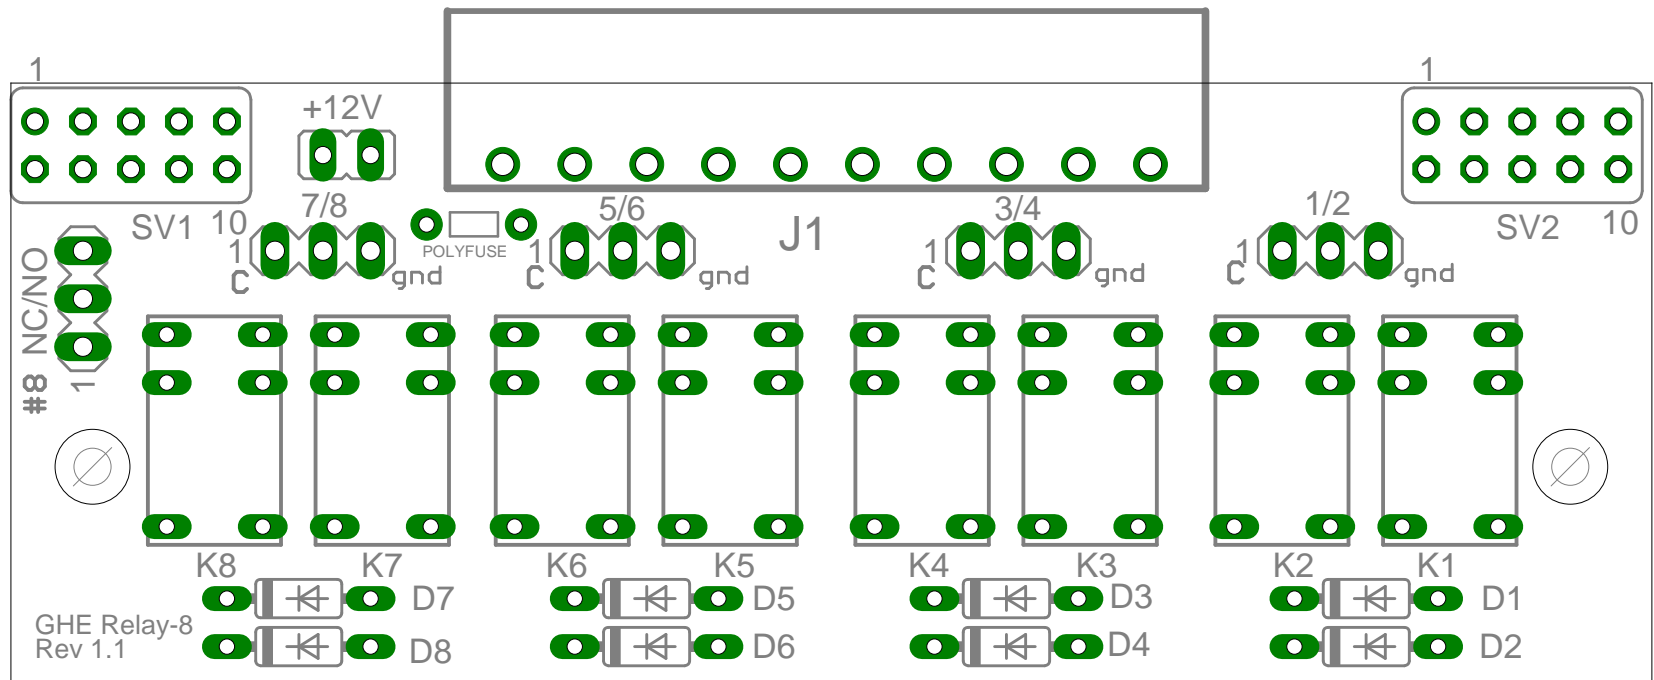 1
1
+12V
7/8
5/6
3/4
1/2
SV1
10
SV2
10
J1
POLYFUSE
1
C
gnd
1
C
gnd
1
C
gnd
1
C
gnd
#8 NC/NO
1
K8
K7
K6
K5
K4
K3
K2
K1
D7
D5
D3
D1
GHE Relay-8
Rev 1.1
D8
D6
D4
D2